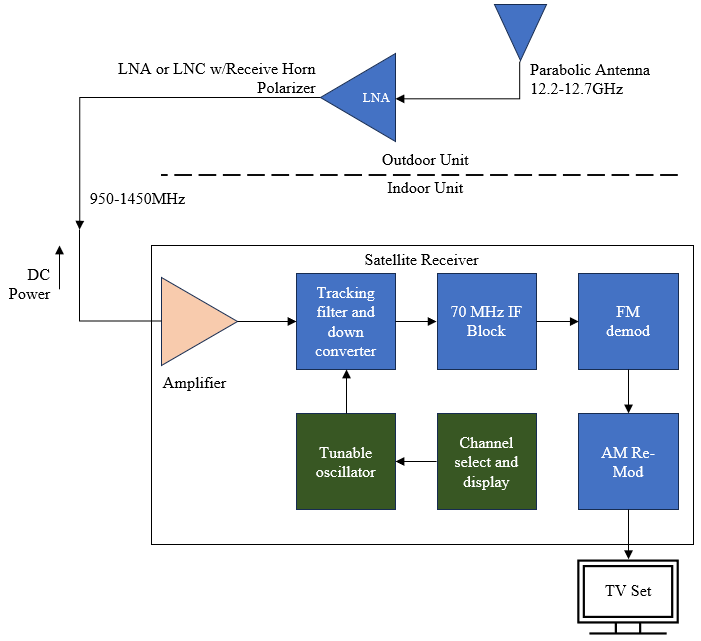 LNA or LNC w/Receive Horn
Polarizer
LNA
Parabolic Antenna
12.2-12.7GHz
Outdoor Unit
Indoor Unit
950-1450MHz
DC
Power
Satellite Receiver
Amplifier
Tracking
filter and
down
converter
70 MHz IF
Block
FM
demod
Tunable
oscillator
Channel
select and
display
AM Re-
Mod
TV Set